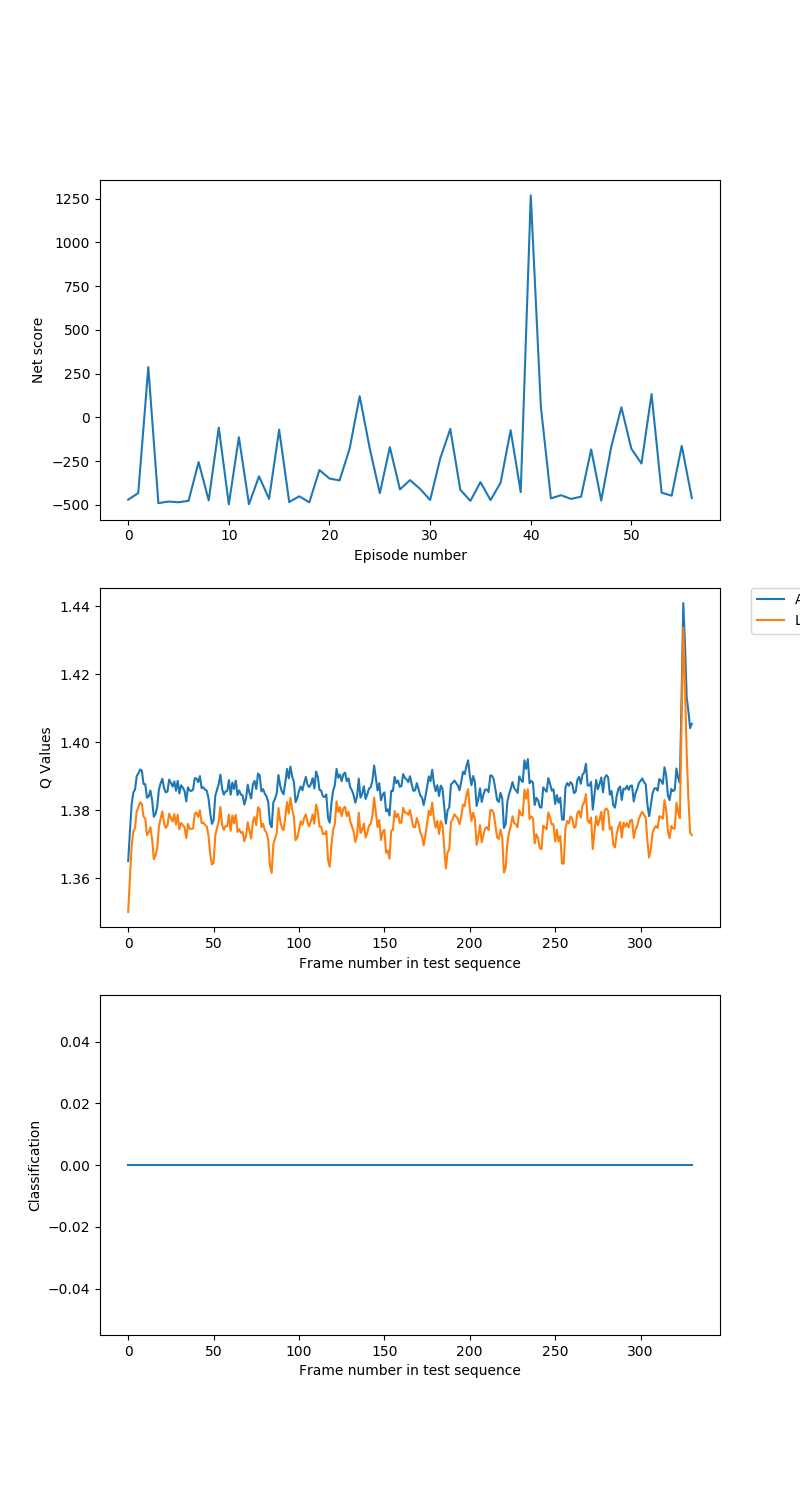 1250
1000
750
500
250
0
−250
−500
Net score
0 10 20 30 40 50
Episode number
1.44
1.42
1.40
1.38
1.36
Q Values
0 50 100 150 200 250 300
Frame number in test sequence
0.04
0.02
0.00
−0.02
−0.04
Classification
0 50 100 150 200 250 300
Frame number in test sequence